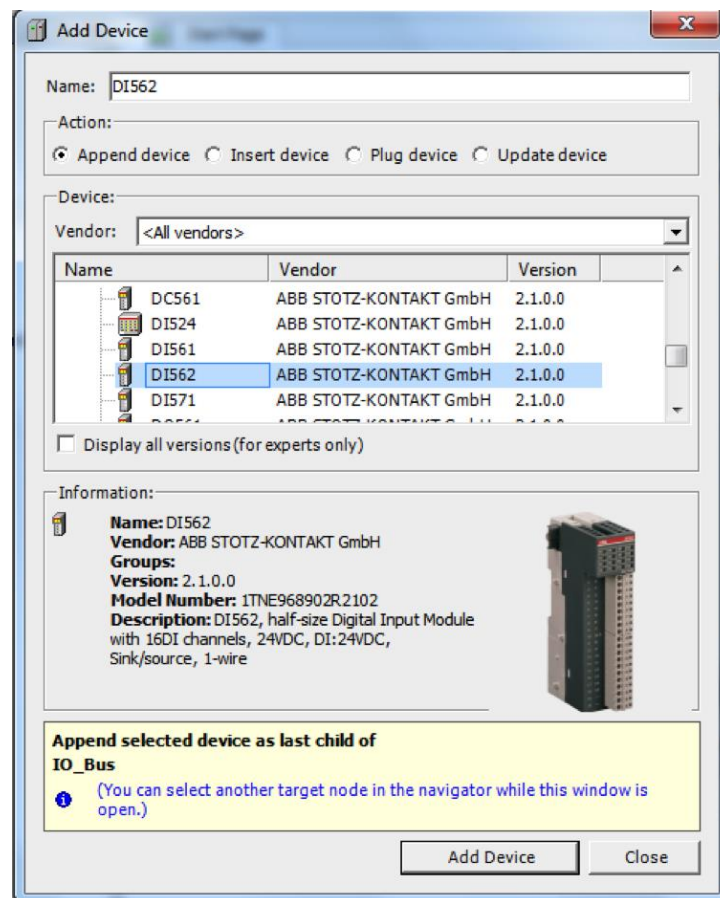 Add Device
Start Page
Name: DI562
Action:
Append device Insert device Plug device Update device
Device:
Vendor: <All vendors>
Name Vendor Version
DC561 ABB STOTZ-KONTAKT GmbH 2.1.0.0
DI524 ABB STOTZ-KONTAKT GmbH 2.1.0.0
DI561 ABB STOTZ-KONTAKT GmbH 2.1.0.0
DI562 ABB STOTZ-KONTAKT GmbH 2.1.0.0
DI571 ABB STOTZ-KONTAKT GmbH 2.1.0.0
Display all versions (for experts only)
Information:
Name: DI562
Vendor: ABB STOTZ-KONTAKT GmbH
Groups:
Version: 2.1.0.0
Model Number: 1TNE968902R2102
Description: DI562, half-size Digital Input Module
with 16DI channels, 24VDC, DI:24VDC,
Sink/source, 1-wire
Append selected device as last child of
IO_Bus
(You can select another target node in the navigator while this window is
open.)
Add Device Close